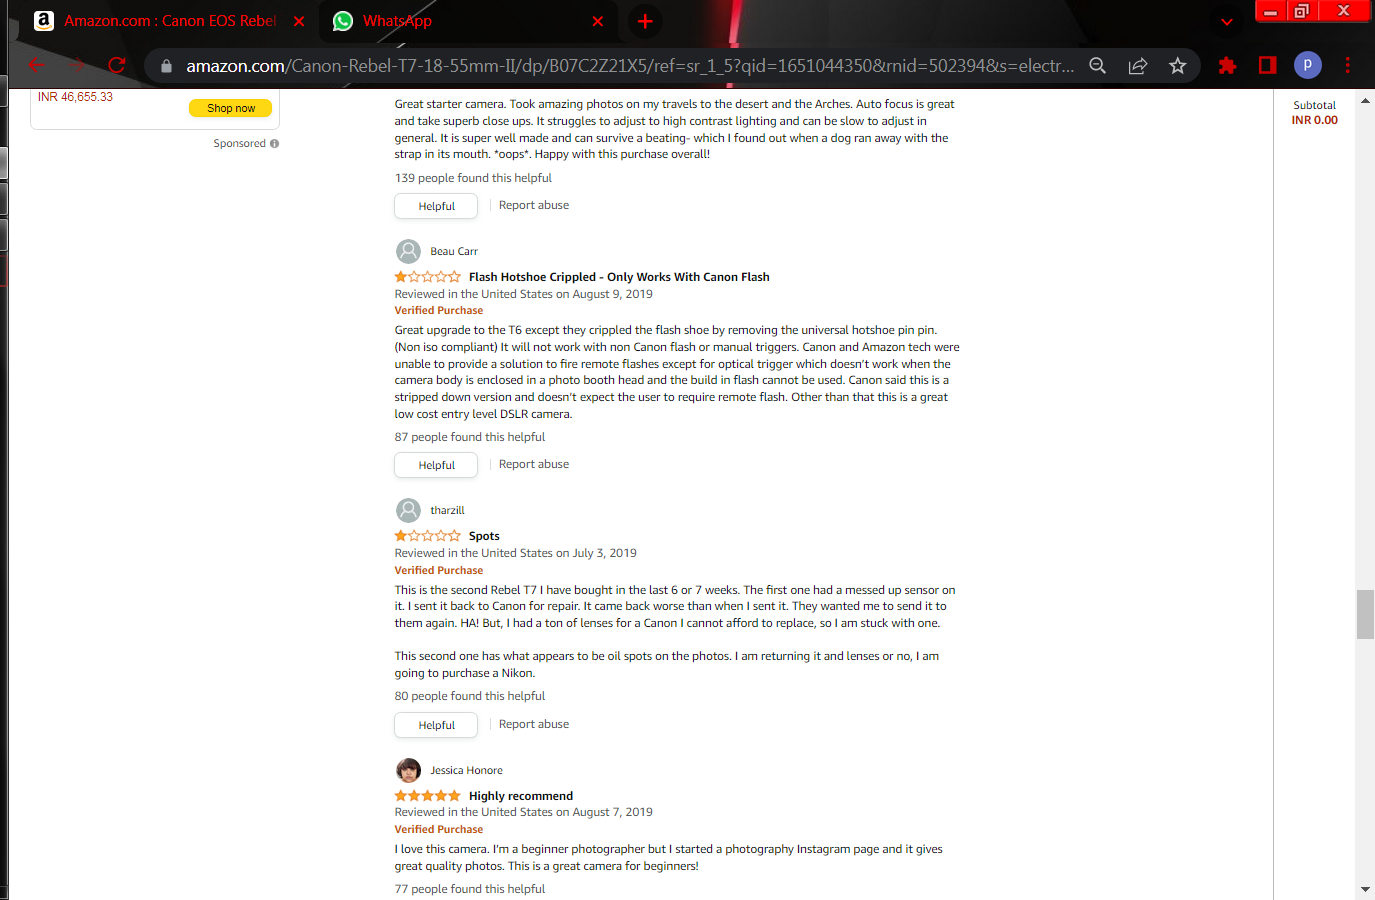 Amazon.com : Canon EOS Rebel
WhatsApp
amazon.com/Canon-Rebel-T7-18-55mm-II/dp/B07C2Z21X5/ref=sr_1_5?qid=1651044350&rnid=502394&s=electr...
P
INR 46,655.33
Shop now
Sponsored
Subtotal
INR 0.00
Great starter camera. Took amazing photos on my travels to the desert and the Arches. Auto focus is great
and take superb close ups. It struggles to adjust to high contrast lighting and can be slow to adjust in
general. It is super well made and can survive a beating- which I found out when a dog ran away with the
strap in its mouth. *oops*. Happy with this purchase overall!
139 people found this helpful
Helpful
Report abuse
Beau Carr
Flash Hotshoe Crippled - Only Works With Canon Flash
Reviewed in the United States on August 9, 2019
Verified Purchase
Great upgrade to the T6 except they crippled the flash shoe by removing the universal hotshoe pin pin.
(Non iso compliant) It will not work with non Canon flash or manual triggers. Canon and Amazon tech were
unable to provide a solution to fire remote flashes except for optical trigger which doesn't work when the
camera body is enclosed in a photo booth head and the build in flash cannot be used. Canon said this is a
stripped down version and doesn't expect the user to require remote flash. Other than that this is a great
low cost entry level DSLR camera.
87 people found this helpful
Helpful
Report abuse
tharzill
Spots
Reviewed in the United States on July 3, 2019
Verified Purchase
This is the second Rebel T7 I have bought in the last 6 or 7 weeks. The first one had a messed up sensor on
it. I sent it back to Canon for repair. It came back worse than when I sent it. They wanted me to send it to
them again. HA! But, I had a ton of lenses for a Canon I cannot afford to replace, so I am stuck with one.
This second one has what appears to be oil spots on the photos. I am returning it and lenses or no, I am
going to purchase a Nikon.
80 people found this helpful
Helpful
Report abuse
Jessica Honore
Highly recommend
Reviewed in the United States on August 7, 2019
Verified Purchase
I love this camera. I'm a beginner photographer but I started a photography Instagram page and it gives
great quality photos. This is a great camera for beginners!
77 people found this helpful